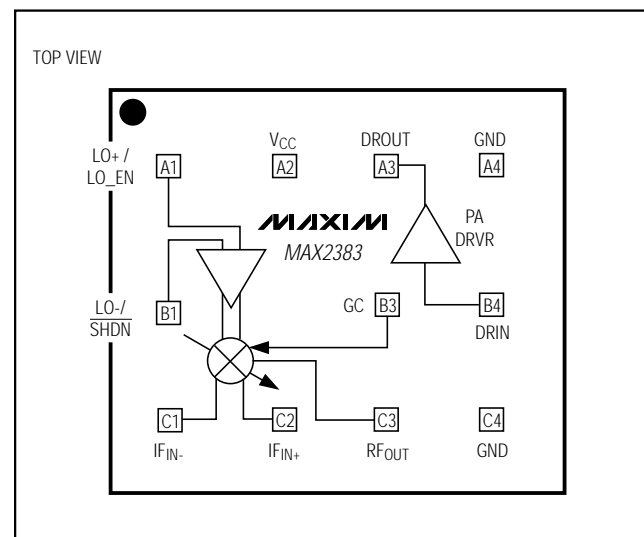 TOP VIEW
LO+ /
LO_EN
A1
VCC
A2
DROUT
A3
GND
A4
MAXIM
MAX2383
PA
DRVR
LO-/
SHDN
B1
GC
B3
B4
DRIN
C1
IFIN-
C2
IFIN+
C3
RFOUT
C4
GND